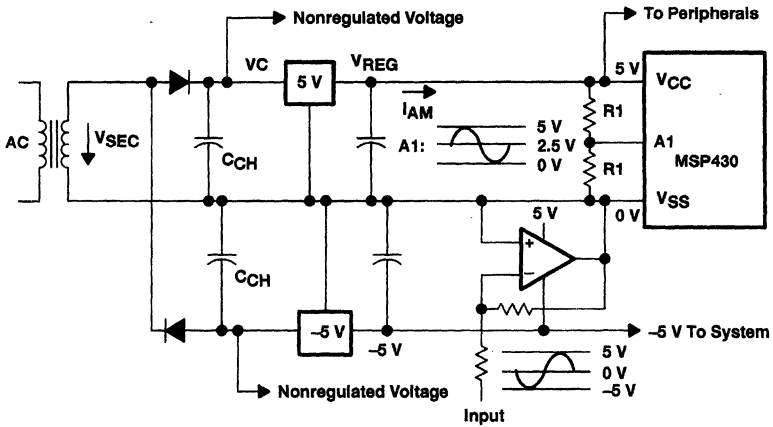 Nonregulated Voltage
To Peripherals
VC
VREG
5 V
5 V
VCC
AC
VSEC
IAM
R1
CCH
A1:
5 V
2.5 V
0 V
A1
MSP430
R1
VSS
0 V
5 V
+
−
CCH
–5 V
–5 V
–5 V To System
Nonregulated Voltage
5 V
0 V
–5 V
Input